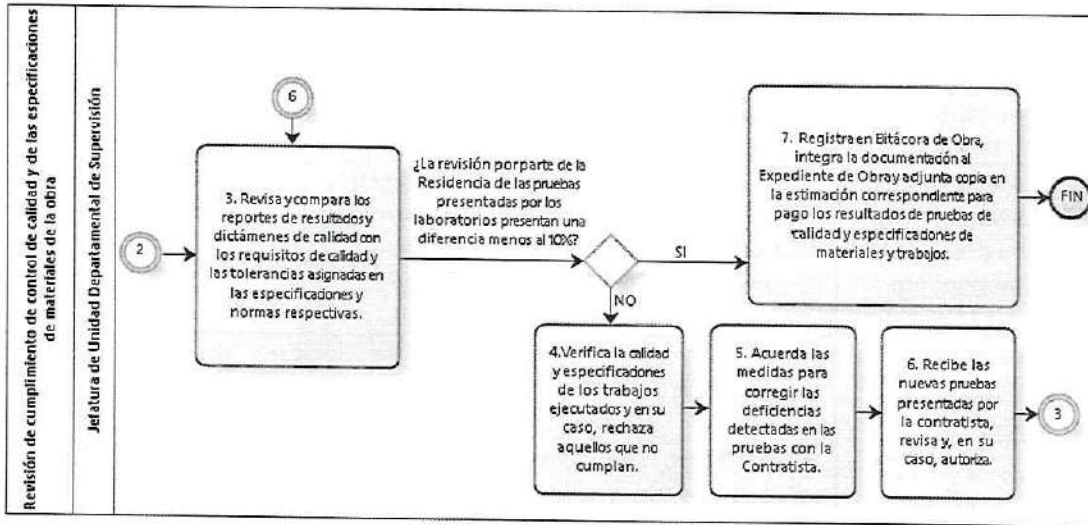 Revisión de cumplimiento de control de calidad y de las especificaciones
de materiales de la obra
Jefatura de Unidad Departamental de Supervisión
6
2
3. Revisa y compara los
reportes de resultados y
dictámenes de calidad con
los requisitos de calidad y
las tolerancias asignadas en
las especificaciones y
normas respectivas.
¿La revisión por parte de la
Residencia de las pruebas
presentadas por los
laboratorios presentan una
diferencia menos al 10%?
SI
NO
7. Registra en Bitácora de Obra,
integra la documentación al
Expediente de Obra y adjunta copia en
la estimación correspondiente para
pago los resultados de pruebas de
calidad y especificaciones de
materiales y trabajos.
FIN
4.Verifica la calidad
y especificaciones
de los trabajos
ejecutados y en su
caso, rechaza
aquellos que no
cumplan.
5. Acuerda las
medidas para
corregir las
deficiencias
detectadas en las
pruebas con la
Contratista.
6. Recibe las
nuevas pruebas
presentadas por
la contratista,
revisa y, en su
caso, autoriza.
3